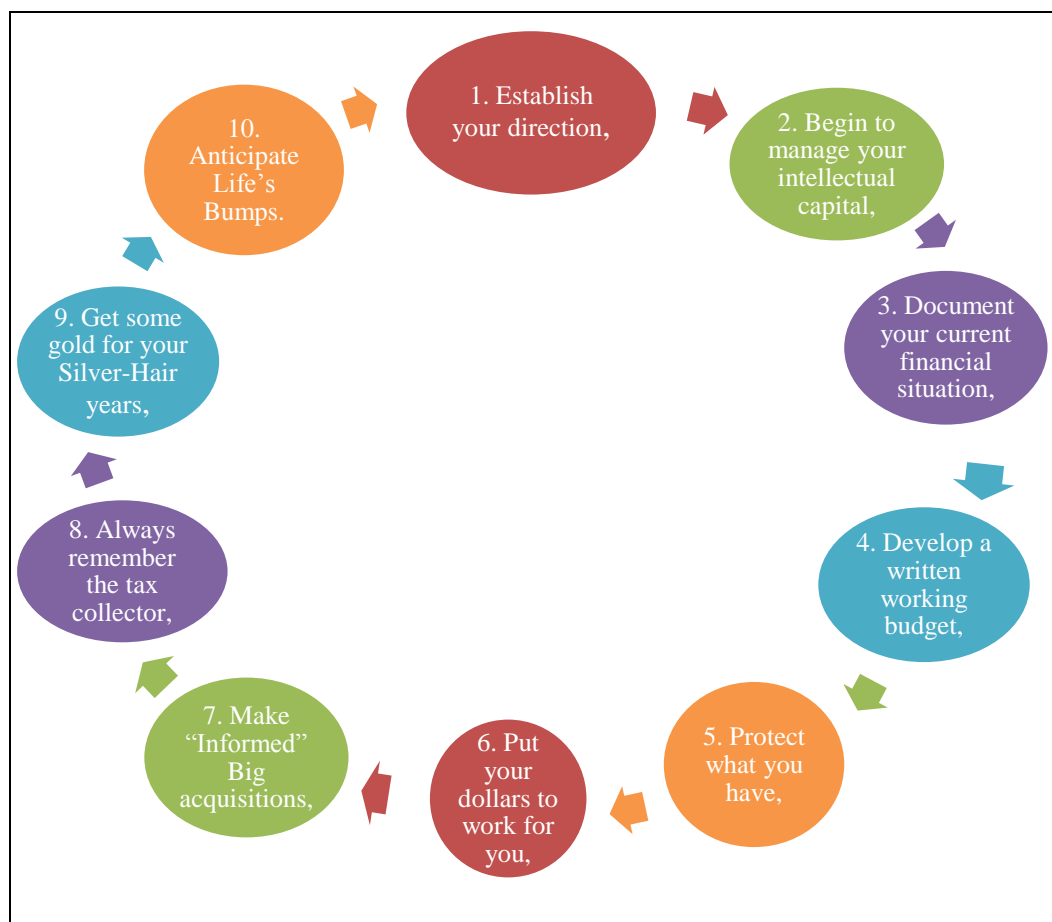 1. Establish
your direction,
2. Begin to
manage your
intellectual
capital,
3. Document
your current
financial
situation,
4. Develop a
written
working
budget,
5. Protect
what you
have,
6. Put
your
dollars to
work for
you,
7. Make
“Informed”
Big
acquisitions,
8. Always
remember
the tax
collector,
9. Get some
gold for your
Silver-Hair
years,
10.
Anticipate
Life’s
Bumps.